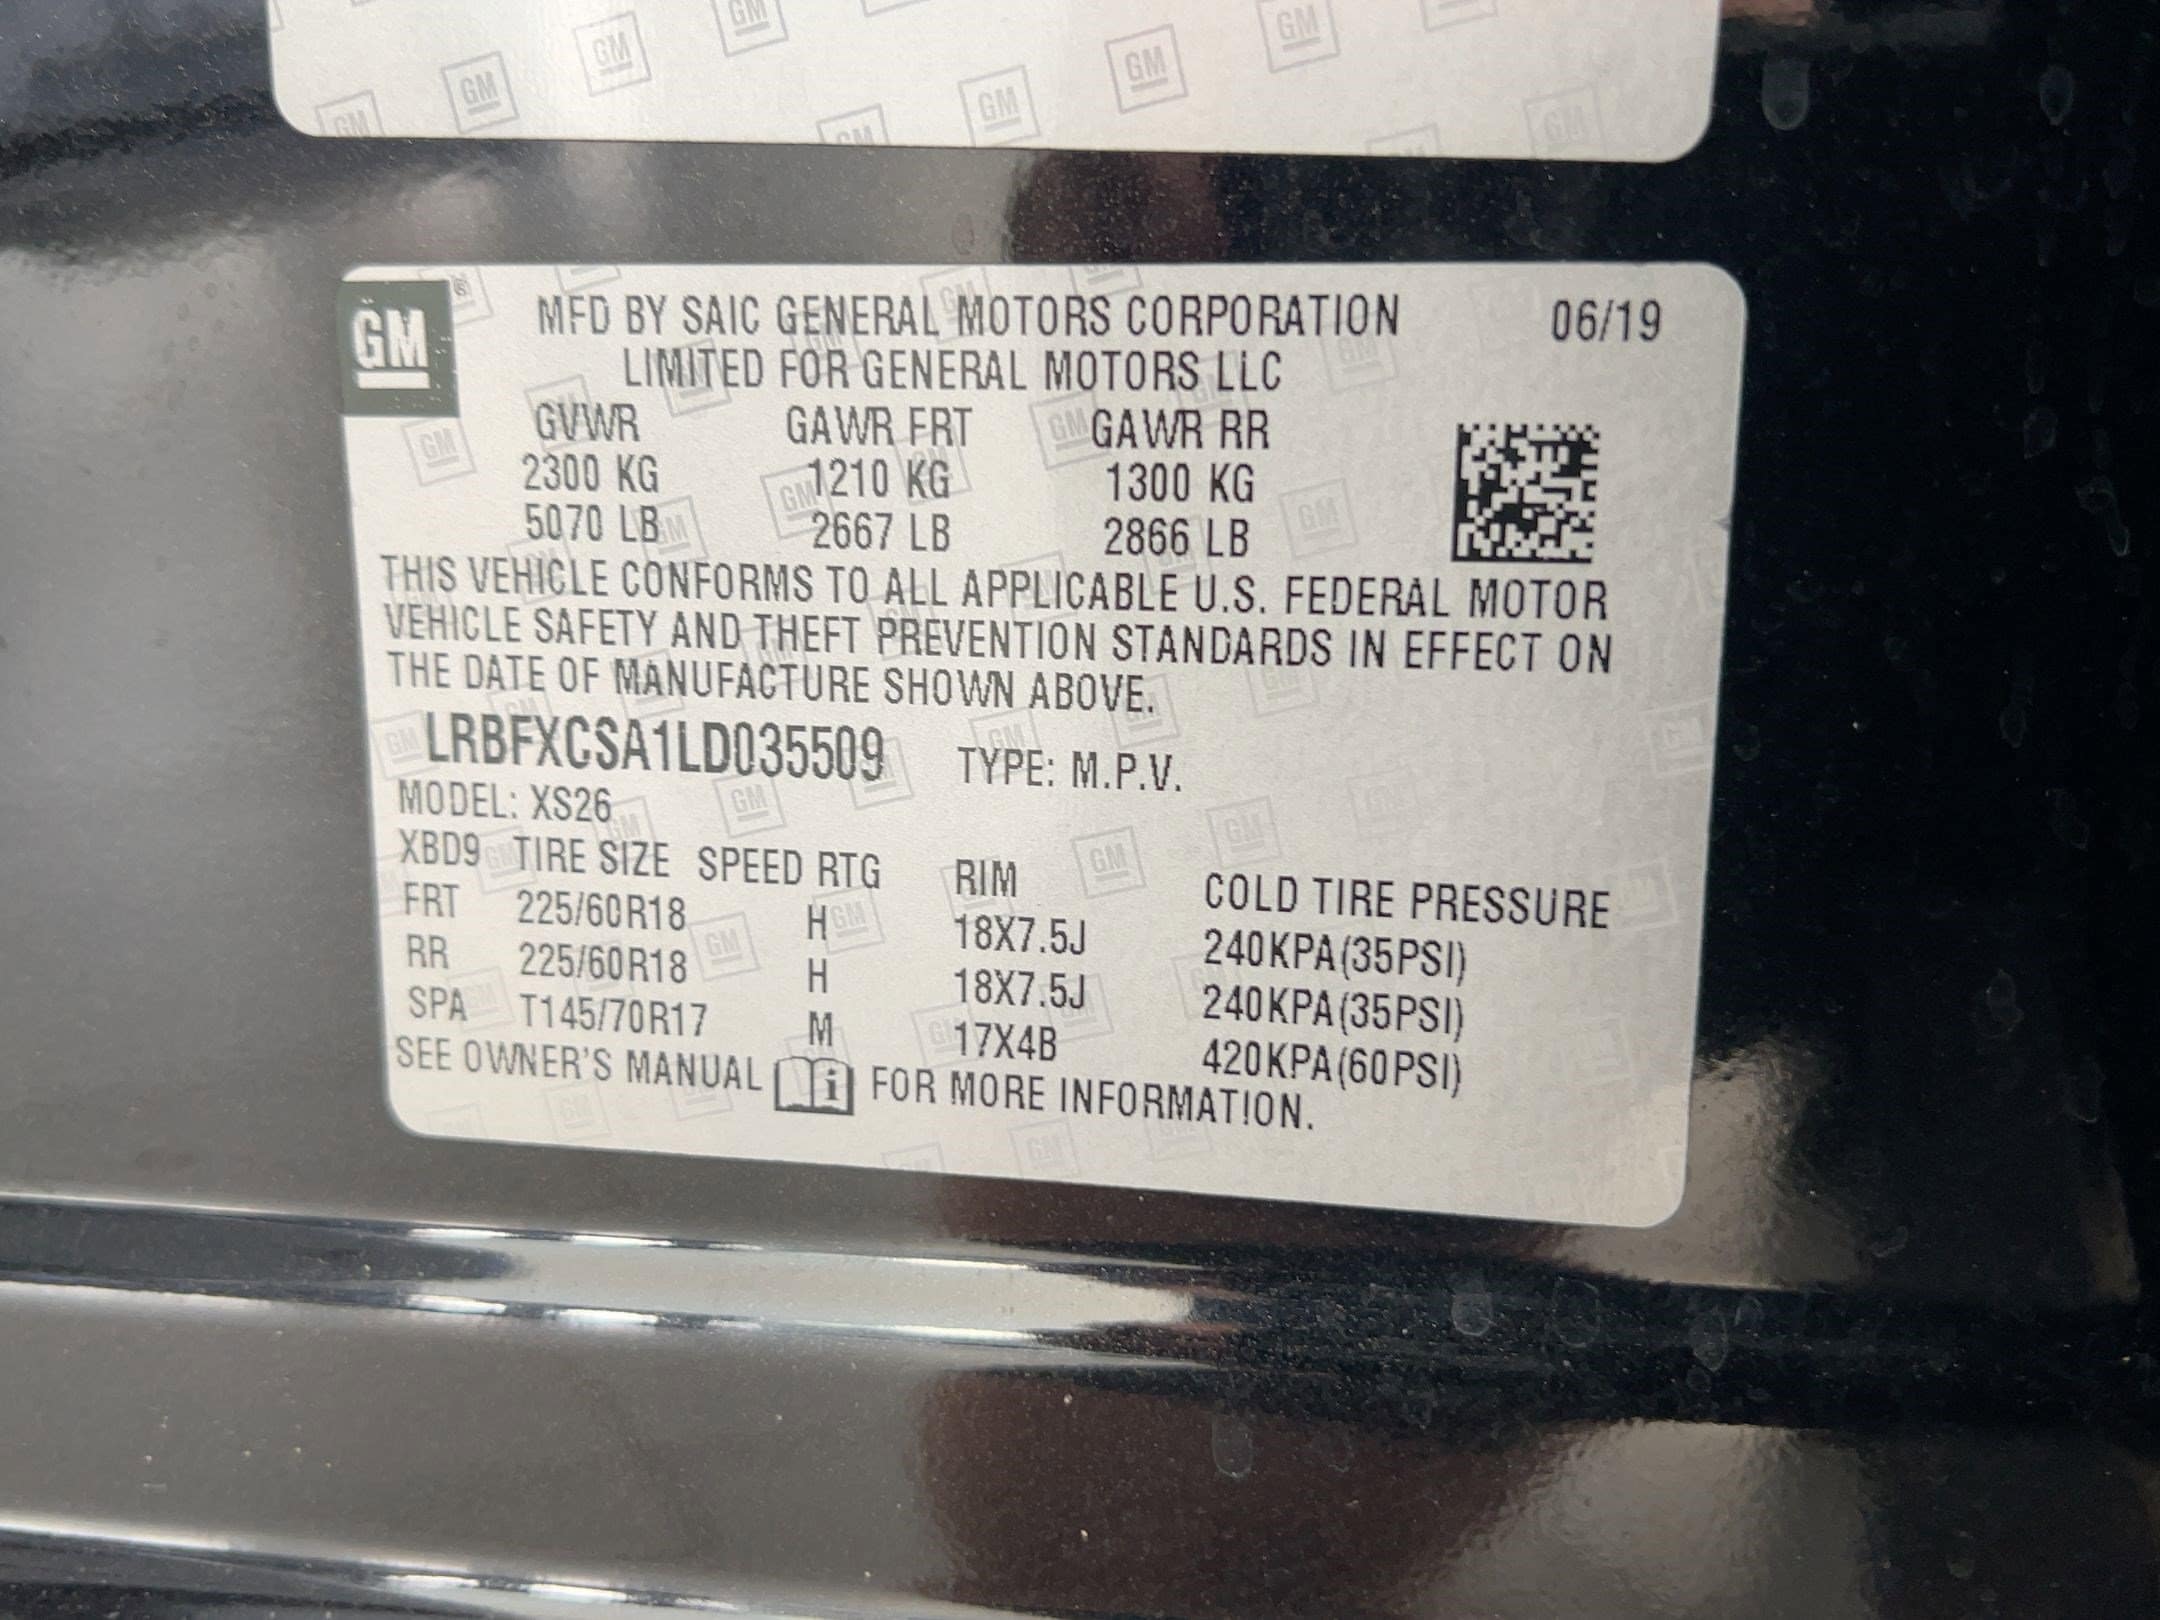 GM
MFD BY SAIC GENERAL MOTORS CORPORATION 06/19
LIMITED FOR GENERAL MOTORS LLC
GVWR GAWR FRT GAWR RR
2300 KG 1210 KG 1300 KG
5070 LB 2667 LB 2866 LB
THIS VEHICLE CONFORMS TO ALL APPLICABLE U.S. FEDERAL MOTOR
VEHICLE SAFETY AND THEFT PREVENTION STANDARDS IN EFFECT ON
THE DATE OF MANUFACTURE SHOWN ABOVE.
LRBFXCSA1LD035509 TYPE: M.P.V.
MODEL: XS26
XBD9 TIRE SIZE SPEED RTG RIM COLD TIRE PRESSURE
FRT 225/60R18 H 18X7.5J 240KPA(35PSI)
RR 225/60R18 H 18X7.5J 240KPA(35PSI)
SPA T145/70R17 M 17X4B 420KPA(60PSI)
SEE OWNER'S MANUAL i FOR MORE INFORMATION.